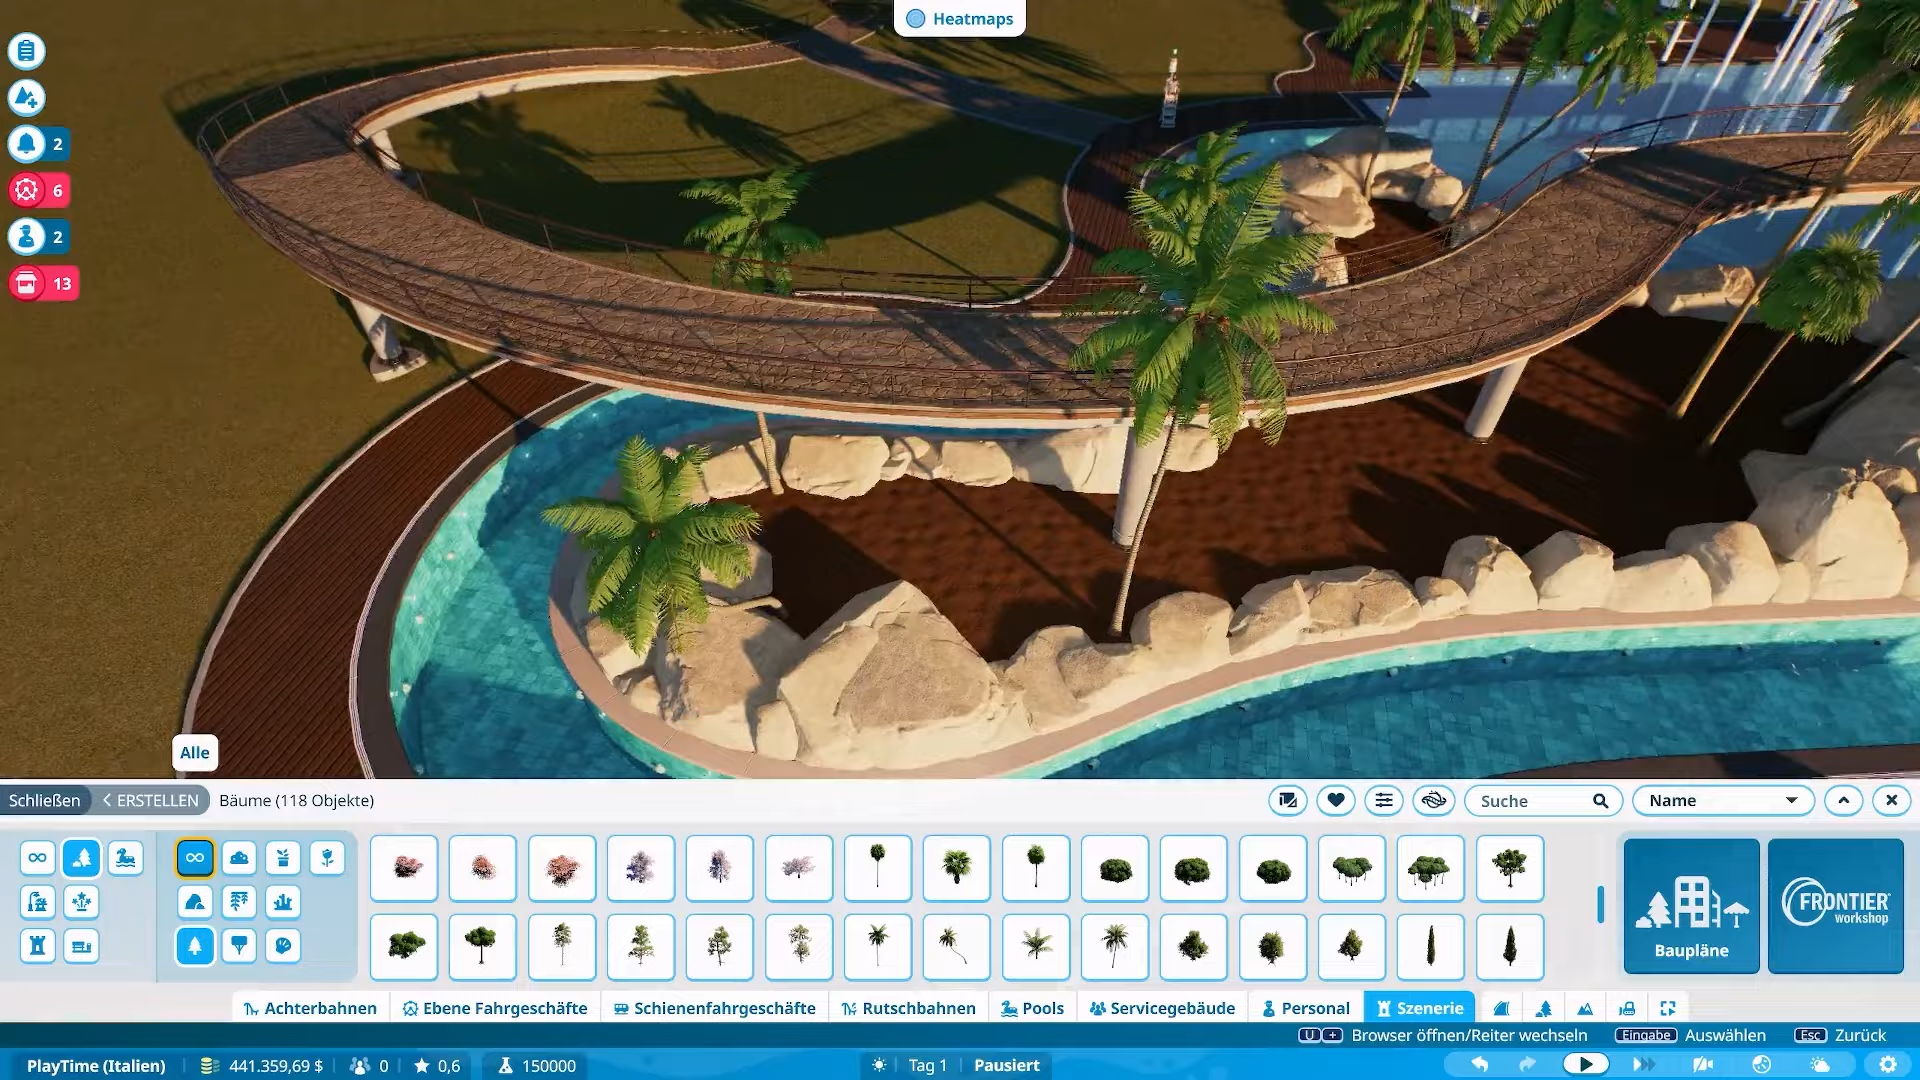 Heatmaps
2
6
2
13
Alle
Schließen
ERSTELLEN
Bäume (118 Objekte)
Suche
Name
Baupläne
FRONTIER
workshop
Achterbahnen
Ebene Fahrgeschäfte
Schienenfahrgeschäfte
Rutschbahnen
Pools
Servicegebäude
Personal
Szenerie
U + Browser öffnen/Reiter wechseln
Eingabe Auswählen
Esc Zurück
PlayTime (Italien)
441.359,69 $
0
0,6
150000
Tag 1
Pausiert